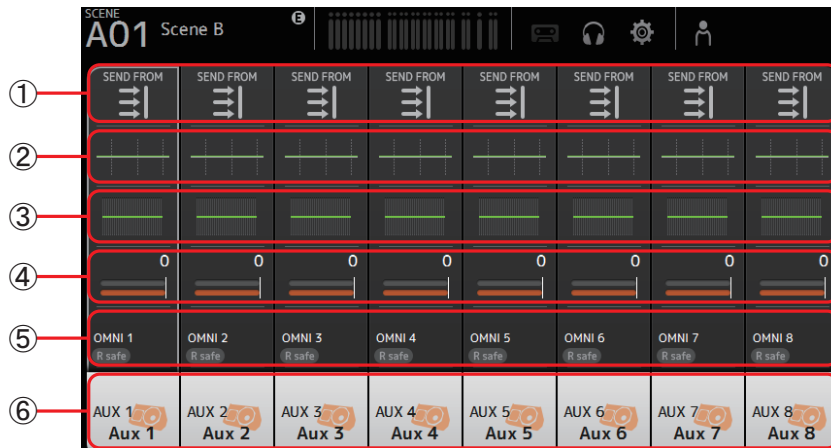 SCENE
A01 Scene B E
① SEND FROM SEND FROM SEND FROM SEND FROM SEND FROM SEND FROM SEND FROM SEND FROM
②
③
④ 0 0 0 0 0 0 0 0
⑤ OMNI 1 OMNI 2 OMNI 3 OMNI 4 OMNI 5 OMNI 6 OMNI 7 OMNI 8
R safe R safe R safe R safe R safe R safe R safe R safe
⑥ AUX 1 AUX 2 AUX 3 AUX 4 AUX 5 AUX 6 AUX 7 AUX 8
Aux 1 Aux 2 Aux 3 Aux 4 Aux 5 Aux 6 Aux 7 Aux 8